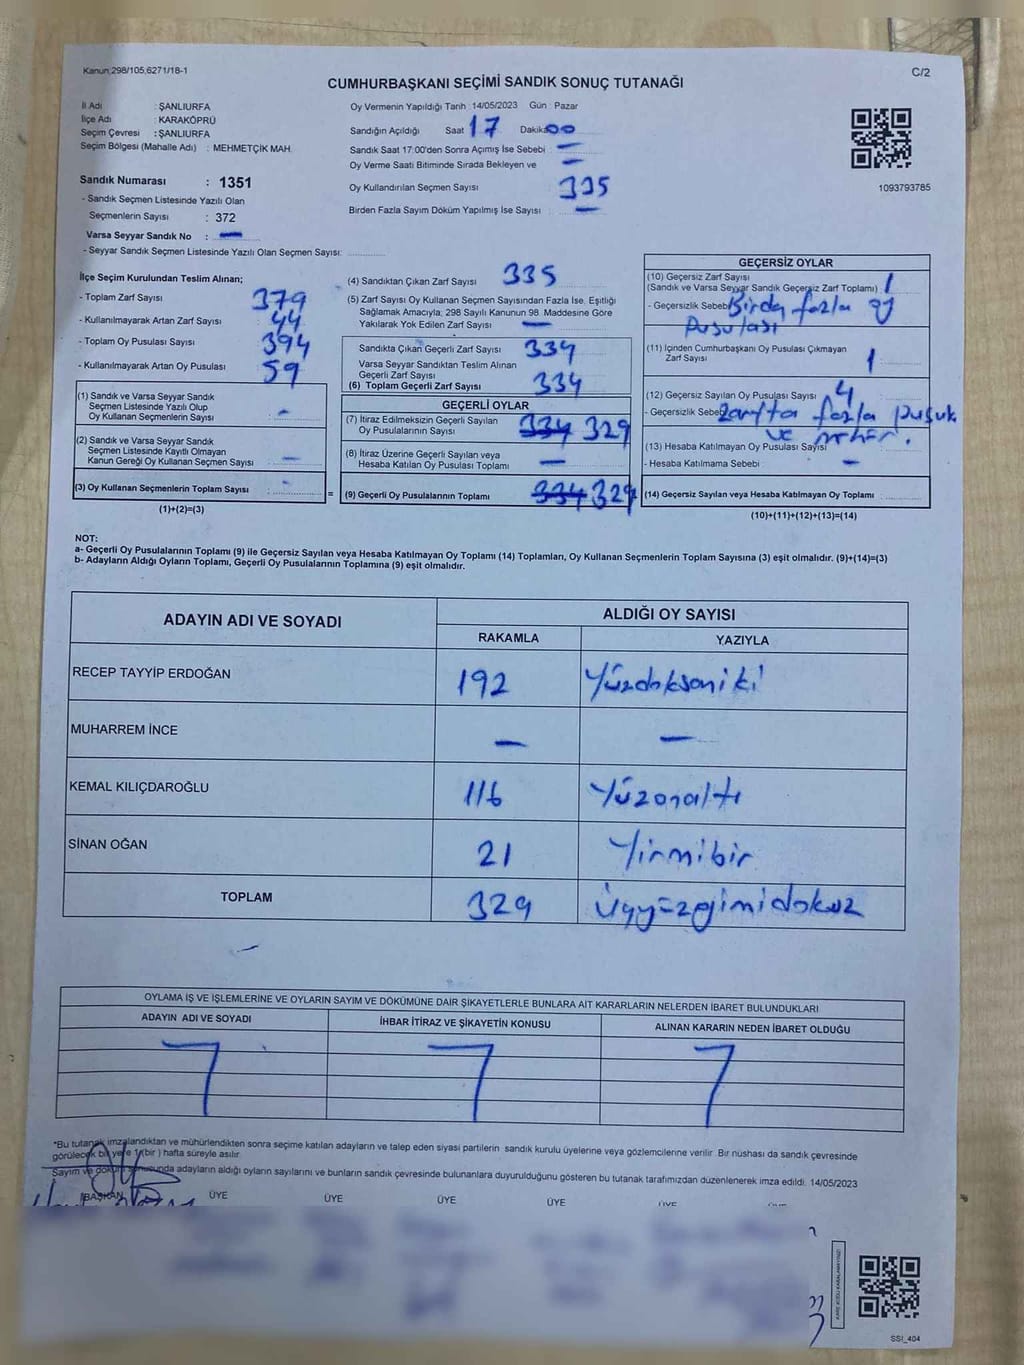 Kanun:298/105,6271/18-1
C/2
CUMHURBAŞKANI SEÇİMİ SANDIK SONUÇ TUTANAĞI
İl Adı : ŞANLIURFA
İlçe Adı : KARAKÖPRÜ
Seçim Çevresi : ŞANLIURFA
Seçim Bölgesi (Mahalle Adı) : MEHMETÇİK MAH.
Sandık Numarası : 1351
- Sandık Seçmen Listesinde Yazılı Olan
Seçmenlerin Sayısı : 372
Varsa Seyyar Sandık No : —
- Seyyar Sandık Seçmen Listesinde Yazılı Olan Seçmen Sayısı:
Oy Vermenin Yapıldığı Tarih :14/05/2023 Gün : Pazar
Sandığın Açıldığı Saat 17 Dakika 00
Sandık Saat 17:00'den Sonra Açımış İse Sebebi : —
Oy Verme Saati Bitiminde Sırada Bekleyen ve —
Oy Kullandırılan Seçmen Sayısı 335
Birden Fazla Sayım Döküm Yapılmış İse Sayısı —
1093793785
İlçe Seçim Kurulundan Teslim Alınan;
- Toplam Zarf Sayısı 379
- Kullanılmayarak Artan Zarf Sayısı 44
- Toplam Oy Pusulası Sayısı 394
- Kullanılmayarak Artan Oy Pusulası 59
(1) Sandık ve Varsa Seyyar Sandık
Seçmen Listesinde Yazılı Olup
Oy Kullanan Seçmenlerin Sayısı -
(2) Sandık ve Varsa Seyyar Sandık
Seçmen Listesinde Kayıtlı Olmayan
Kanun Gereği Oy Kullanan Seçmen Sayısı —
(3) Oy Kullanan Seçmenlerin Toplam Sayısı - =
(1)+(2)=(3)
(4) Sandıktan Çıkan Zarf Sayısı 335
(5) Zarf Sayısı Oy Kullanan Seçmen Sayısından Fazla İse, Eşitliği
Sağlamak Amacıyla; 298 Sayılı Kanunun 98. Maddesine Göre
Yakılarak Yok Edilen Zarf Sayısı —
Sandıkta Çıkan Geçerli Zarf Sayısı 334
Varsa Seyyar Sandıktan Teslim Alınan
Geçerli Zarf Sayısı
(6) Toplam Geçerli Zarf Sayısı 334
GEÇERLİ OYLAR
(7) İtiraz Edilmeksizin Geçerli Sayılan
Oy Pusulalarının Sayısı 334 329
(8) İtiraz Üzerine Geçerli Sayılan veya
Hesaba Katılan Oy Pusulası Toplamı —
(9) Geçerli Oy Pusulalarının Toplamı 334 329
GEÇERSİZ OYLAR
(10) Geçersiz Zarf Sayısı
(Sandık ve Varsa Seyyar Sandık Geçersiz Zarf Toplamı) 1
- Geçersizlik Sebebi Birden fazla oy
pusulası
(11) İçinden Cumhurbaşkanı Oy Pusulası Çıkmayan
Zarf Sayısı 1
(12) Geçersiz Sayılan Oy Pusulası Sayısı 4
- Geçersizlik Sebebi Zarfta fazla pusula
ve mühür.
(13) Hesaba Katılmayan Oy Pusulası Sayısı
- Hesaba Katılmama Sebebi —
(14) Geçersiz Sayılan veya Hesaba Katılmayan Oy Toplamı
(10)+(11)+(12)+(13)=(14)
NOT:
a- Geçerli Oy Pusulalarının Toplamı (9) ile Geçersiz Sayılan veya Hesaba Katılmayan Oy Toplamı (14) Toplamları, Oy Kullanan Seçmenlerin Toplam Sayısına (3) eşit olmalıdır. (9)+(14)=(3)
b- Adayların Aldığı Oyların Toplamı, Geçerli Oy Pusulalarının Toplamına (9) eşit olmalıdır.
ADAYIN ADI VE SOYADI
ALDIĞI OY SAYISI
RAKAMLA YAZIYLA
RECEP TAYYİP ERDOĞAN 192 Yüzdoksaniki
MUHARREM İNCE — —
KEMAL KILIÇDAROĞLU 116 Yüzonaltı
SİNAN OĞAN 21 Yirmibir
TOPLAM 329
OYLAMA İŞ VE İŞLEMLERİNE VE OYLARIN SAYIM VE DÖKÜMÜNE DAİR ŞİKAYETLERLE BUNLARA AİT KARARLARIN NELERDEN İBARET BULUNDUKLARI
ADAYIN ADI VE SOYADI İHBAR İTİRAZ VE ŞİKAYETİN KONUSU ALINAN KARARIN NEDEN İBARET OLDUĞU
*Bu tutanak imzalandıktan ve mühürlendikten sonra seçime katılan adayların ve talep eden siyasi partilerin sandık kurulu üyelerine veya gözlemcilerine verilir. Bir nüshası da sandık çevresinde
görülecek bir yere 1 (bir ) hafta süreyle asılır.
Sayım ve döküm sonucunda adayların aldığı oyların sayılarını ve bunların sandık çevresinde bulunanlara duyurulduğunu gösteren bu tutanak tarafımızdan düzenlenerek imza edildi. 14/05/2023
BAŞKAN ÜYE ÜYE ÜYE ÜYE
SSI_404